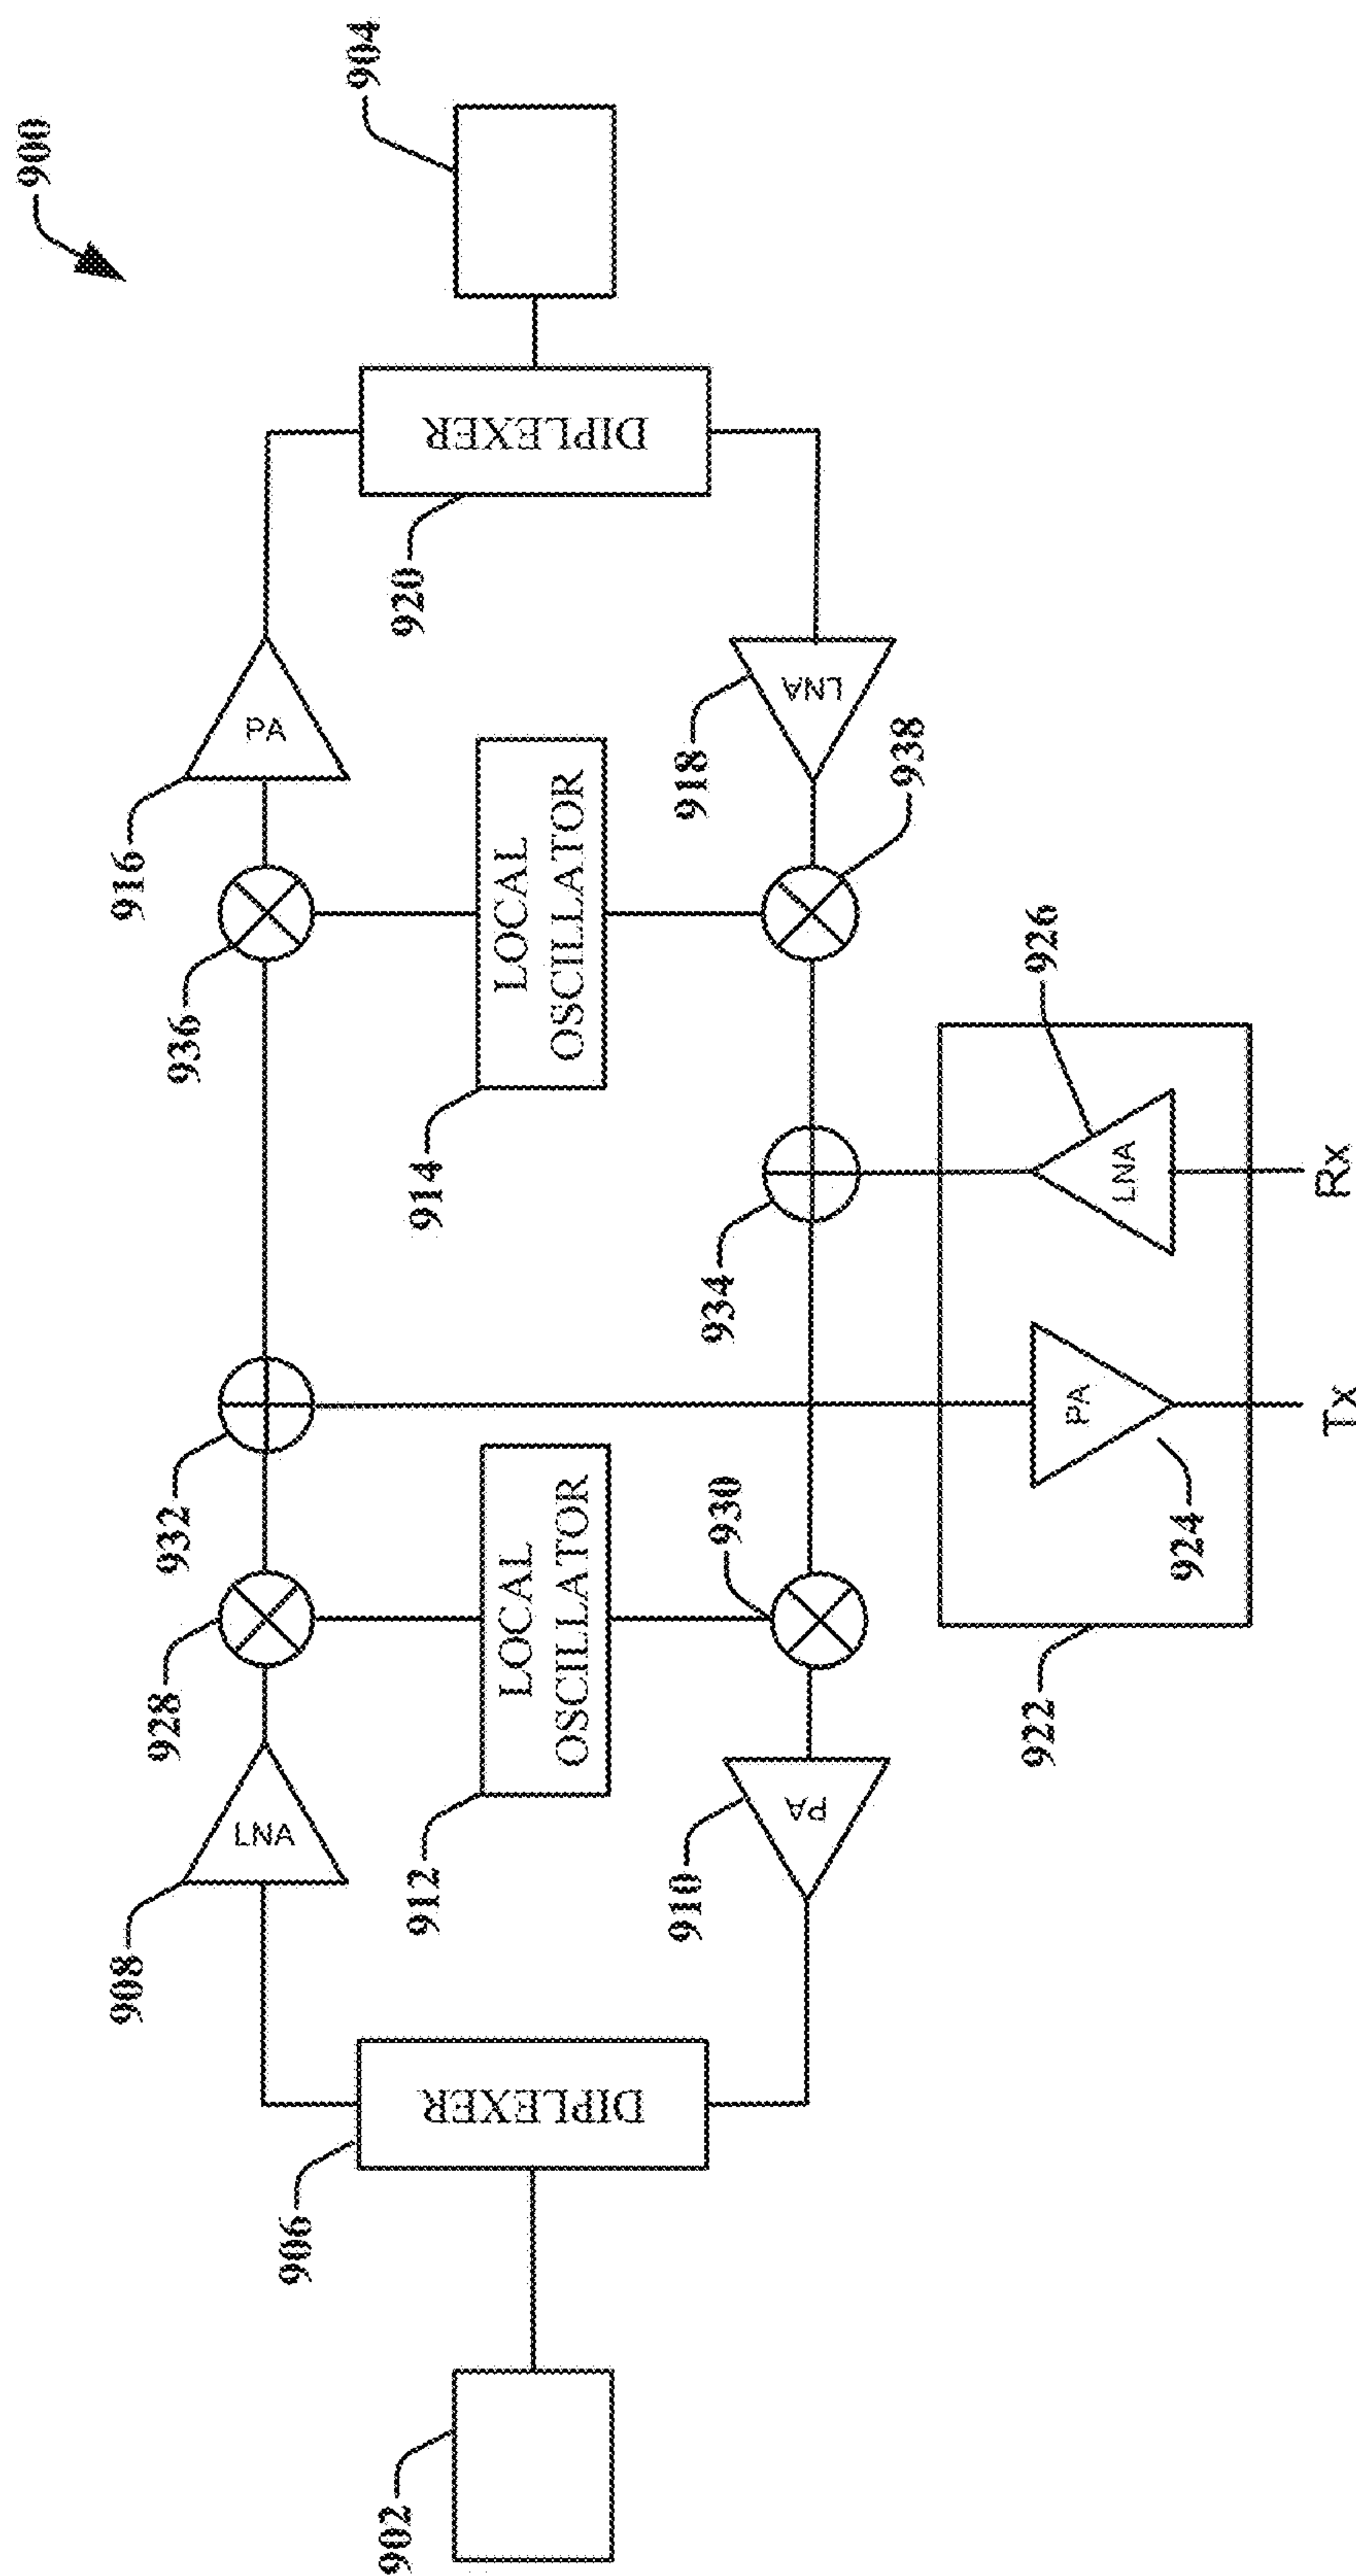 900
904
916
PA
936
920
DIPLEXER
914
LOCAL
OSCILLATOR
918
LNA
938
932
934
926
LNA
Rx
928
LNA
908
912
LOCAL
OSCILLATOR
930
910
PA
PA
924
Tx
922
906
DIPLEXER
902